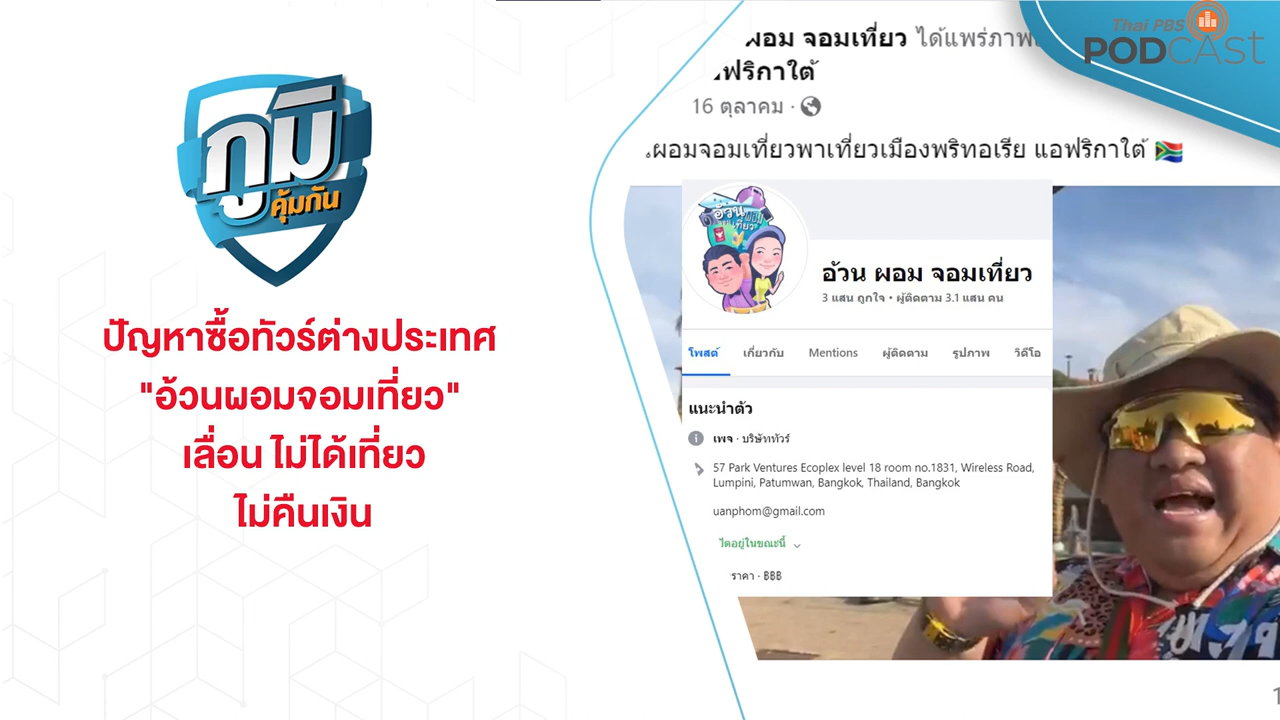 ภูมิ
คุ้มกัน
ปัญหาซื้อทัวร์ต่างประเทศ
"อ้วนผอมจอมเที่ยว"
เลื่อน ไม่ได้เที่ยว
ไม่คืนเงิน
Thai PBS
PODCAST
ผอม จอมเที่ยว ได้แพร่ภาพ
ฟริกาใต้
16 ตุลาคม ·
ผอมจอมเที่ยวพาเที่ยวเมืองพริทอเรีย แอฟริกาใต้
อ้วน
อ้วน ผอม จอมเที่ยว
3 แสน ถูกใจ • ผู้ติดตาม 3.1 แสน คน
โพสต์ เกี่ยวกับ Mentions ผู้ติดตาม รูปภาพ วิดีโอ
แนะนำตัว
เพจ · บริษัททัวร์
57 Park Ventures Ecoplex level 18 room no.1831, Wireless Road,
Lumpini, Patumwan, Bangkok, Thailand, Bangkok
uanphom@gmail.com
ไดอยู่ในขณะนี้
ราคา · BBB